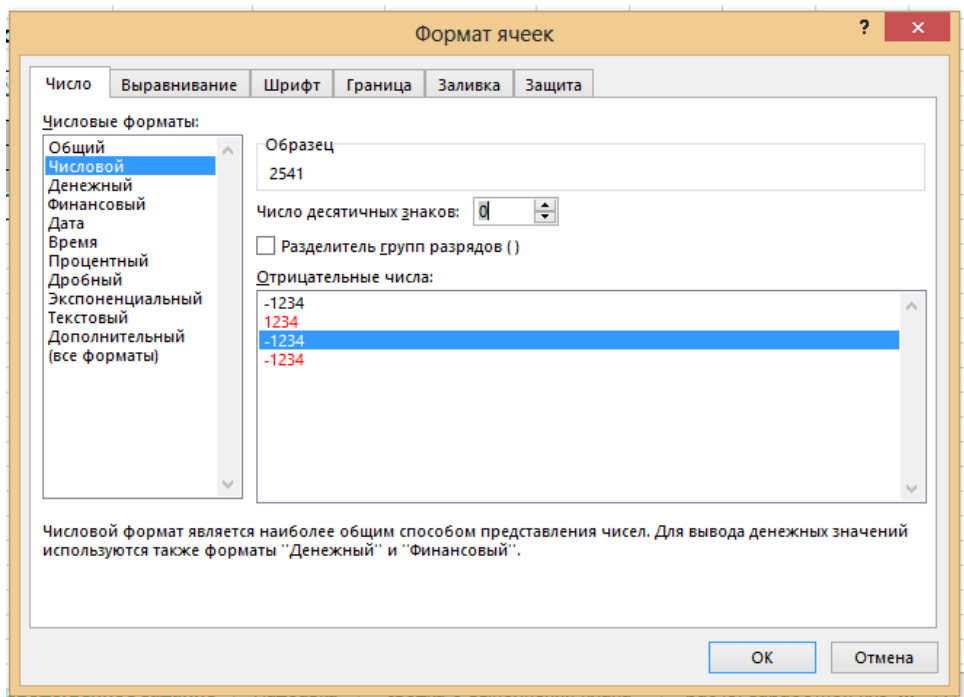 Формат ячеек
?
Число Выравнивание Шрифт Граница Заливка Защита
Числовые форматы:
Общий
Числовой
Денежный
Финансовый
Дата
Время
Процентный
Дробный
Экспоненциальный
Текстовый
Дополнительный
(все форматы)
Образец
2541
Число десятичных знаков: 0
Разделитель групп разрядов ( )
Отрицательные числа:
-1234
1234
-1234
-1234
Числовой формат является наиболее общим способом представления чисел. Для вывода денежных значений
используются также форматы "Денежный" и "Финансовый".
ОК Отмена